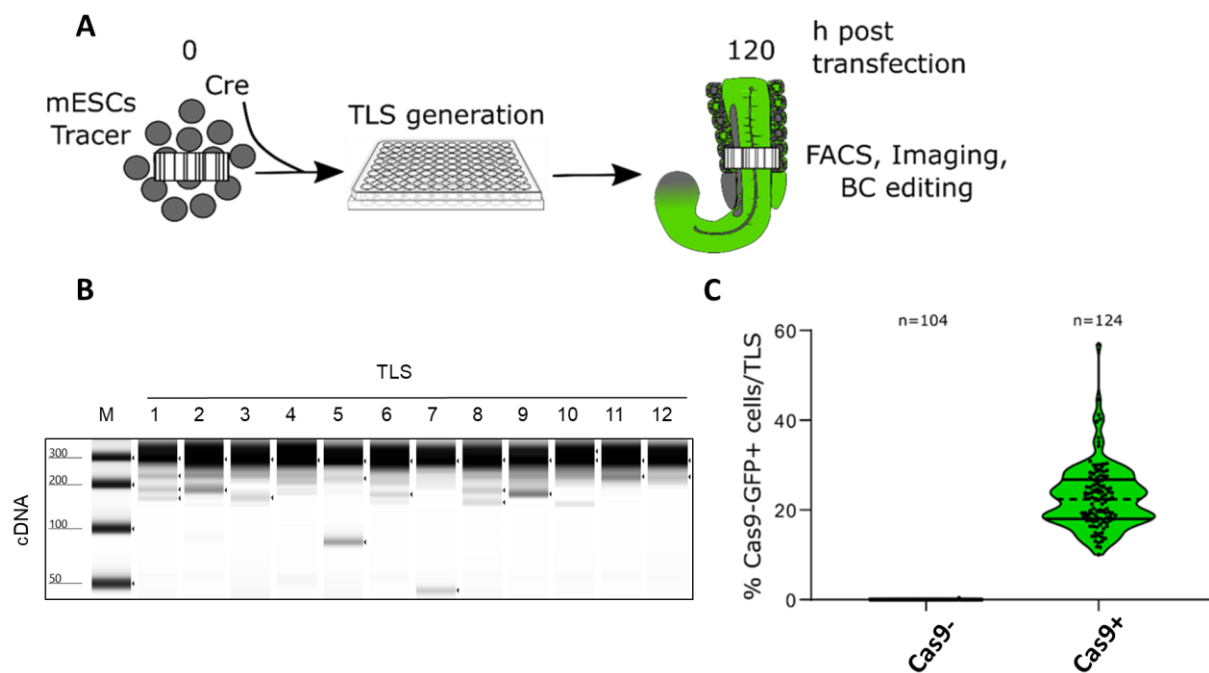 A
0
Cre
mESCs
Tracer
TLS generation
120
h post
transfection
FACS, Imaging,
BC editing
B
TLS
M 1 2 3 4 5 6 7 8 9 10 11 12
cDNA
300
200
100
50
C
% Cas9-GFP+ cells/TLS
n=104 n=124
60
40
20
0
Cas9- Cas9+